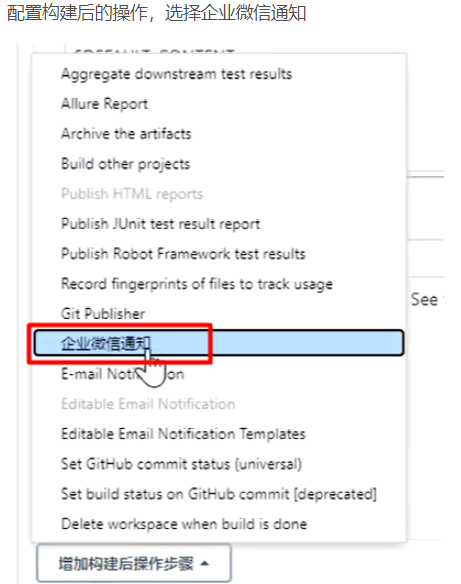 配置构建后的操作，选择企业微信通知
Aggregate downstream test results
Allure Report
Archive the artifacts
Build other projects
Publish HTML reports
Publish JUnit test result report
Publish Robot Framework test results
Record fingerprints of files to track usage
See
Git Publisher
企业微信通知
E-mail Notification
Editable Email Notification
Editable Email Notification Templates
Set GitHub commit status (universal)
Set build status on GitHub commit [deprecated]
Delete workspace when build is done
增加构建后操作步骤